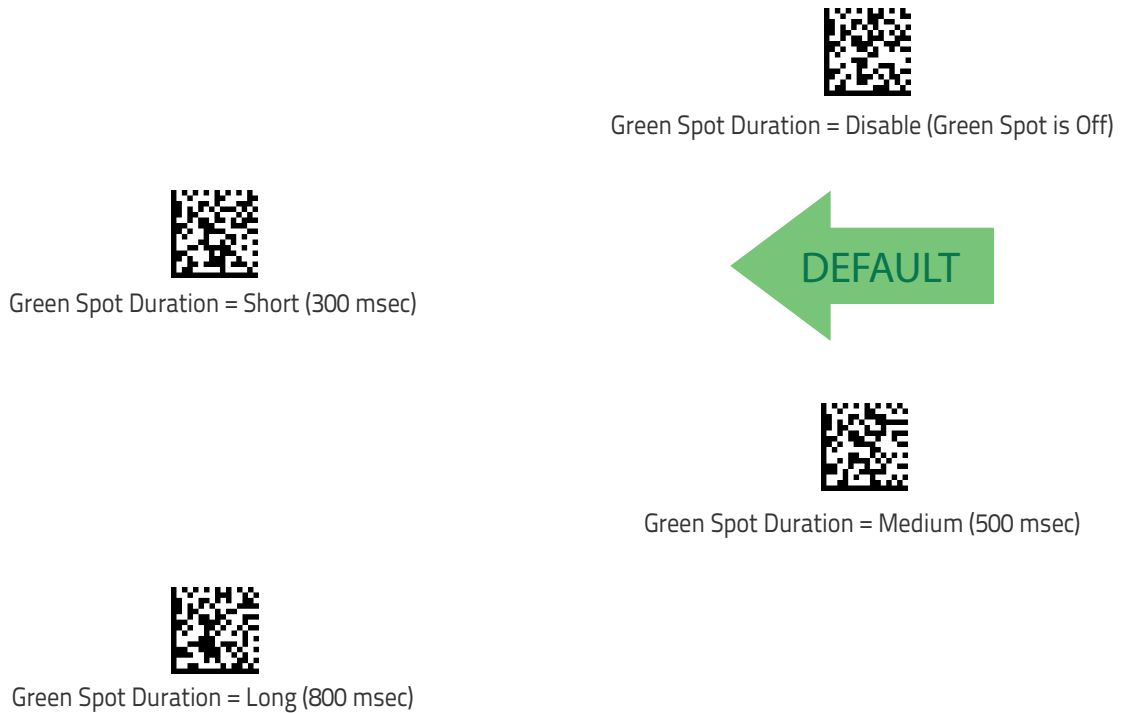 Green Spot Duration = Disable (Green Spot is Off)
Green Spot Duration = Short (300 msec)
DEFAULT
Green Spot Duration = Medium (500 msec)
Green Spot Duration = Long (800 msec)